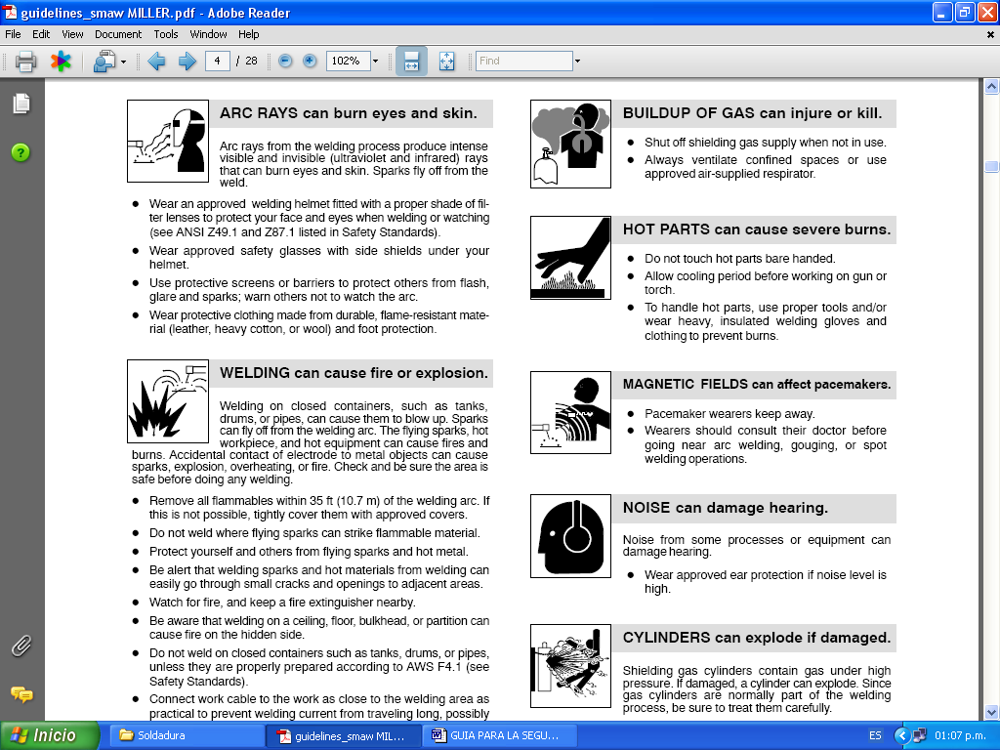 guidelines_smaw MILLER.pdf - Adobe Reader
File Edit View Document Tools Window Help
4 / 28 102% Find
ARC RAYS can burn eyes and skin.
Arc rays from the welding process produce intense
visible and invisible (ultraviolet and infrared) rays
that can burn eyes and skin. Sparks fly off from the
weld.
● Wear an approved welding helmet fitted with a proper shade of fil-
ter lenses to protect your face and eyes when welding or watching
(see ANSI Z49.1 and Z87.1 listed in Safety Standards).
● Wear approved safety glasses with side shields under your
helmet.
● Use protective screens or barriers to protect others from flash,
glare and sparks; warn others not to watch the arc.
● Wear protective clothing made from durable, flame-resistant mate-
rial (leather, heavy cotton, or wool) and foot protection.
WELDING can cause fire or explosion.
Welding on closed containers, such as tanks,
drums, or pipes, can cause them to blow up. Sparks
can fly off from the welding arc. The flying sparks, hot
workpiece, and hot equipment can cause fires and
burns. Accidental contact of electrode to metal objects can cause
sparks, explosion, overheating, or fire. Check and be sure the area is
safe before doing any welding.
● Remove all flammables within 35 ft (10.7 m) of the welding arc. If
this is not possible, tightly cover them with approved covers.
● Do not weld where flying sparks can strike flammable material.
● Protect yourself and others from flying sparks and hot metal.
● Be alert that welding sparks and hot materials from welding can
easily go through small cracks and openings to adjacent areas.
● Watch for fire, and keep a fire extinguisher nearby.
● Be aware that welding on a ceiling, floor, bulkhead, or partition can
cause fire on the hidden side.
● Do not weld on closed containers such as tanks, drums, or pipes,
unless they are properly prepared according to AWS F4.1 (see
Safety Standards).
● Connect work cable to the work as close to the welding area as
practical to prevent welding current from traveling long, possibly
BUILDUP OF GAS can injure or kill.
● Shut off shielding gas supply when not in use.
● Always ventilate confined spaces or use
approved air-supplied respirator.
HOT PARTS can cause severe burns.
● Do not touch hot parts bare handed.
● Allow cooling period before working on gun or
torch.
● To handle hot parts, use proper tools and/or
wear heavy, insulated welding gloves and
clothing to prevent burns.
MAGNETIC FIELDS can affect pacemakers.
● Pacemaker wearers keep away.
● Wearers should consult their doctor before
going near arc welding, gouging, or spot
welding operations.
NOISE can damage hearing.
Noise from some processes or equipment can
damage hearing.
● Wear approved ear protection if noise level is
high.
CYLINDERS can explode if damaged.
Shielding gas cylinders contain gas under high
pressure. If damaged, a cylinder can explode. Since
gas cylinders are normally part of the welding
process, be sure to treat them carefully.
Inicio Soldadura guidelines_smaw MIL... GUIA PARA LA SEGU... ES 01:07 p.m.